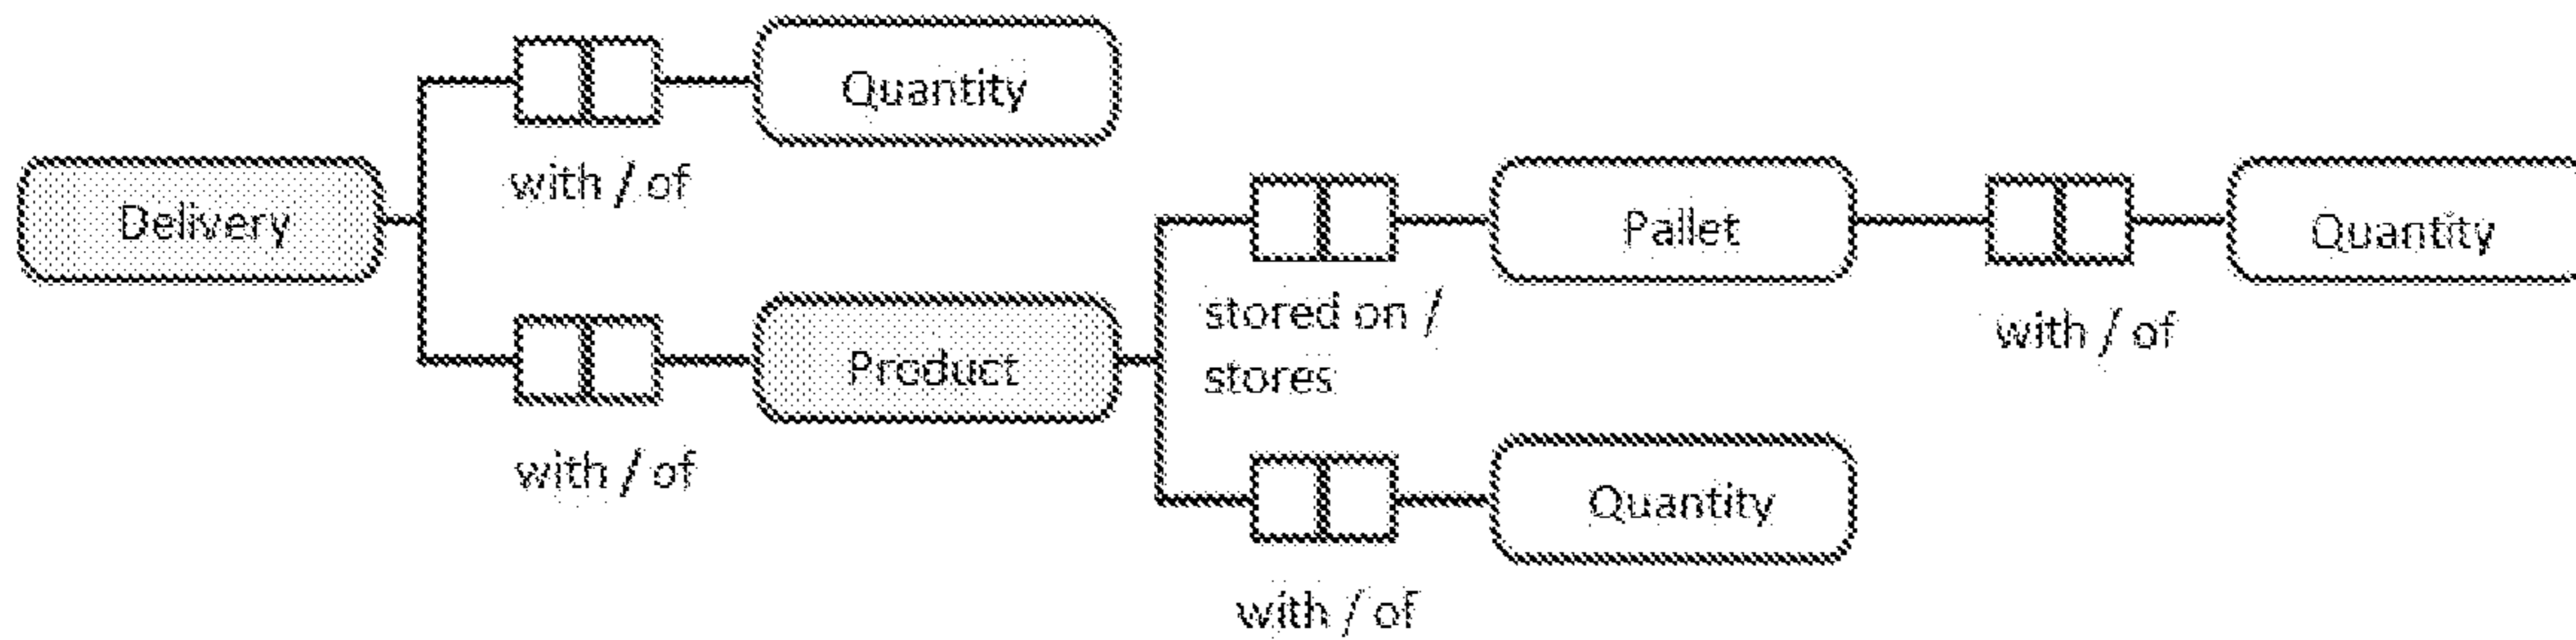 Quantity
with / of
Delivery
Product
with / of
Pallet
stored on /
stores
Quantity
with / of
Quantity
with / of